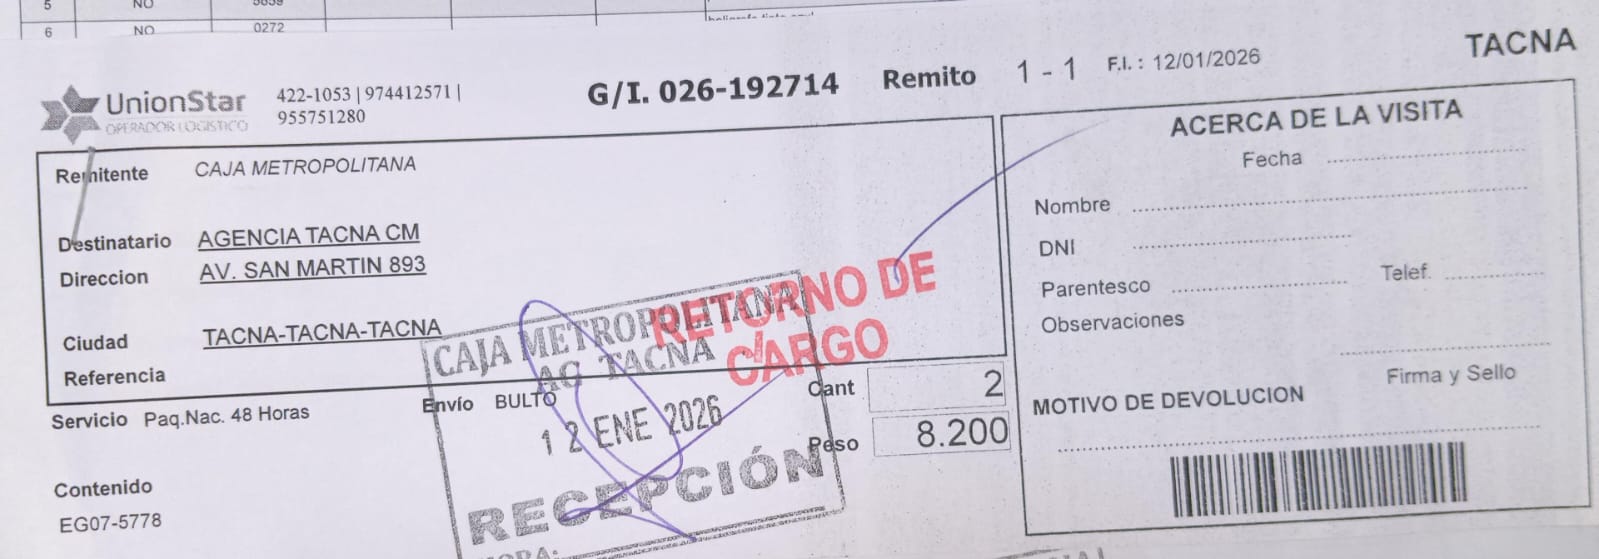 5 NO 5859
6 NO 0272
UnionStar
OPERADOR LOGISTICO
422-1053 | 974412571 |
955751280
G/I. 026-192714 Remito 1 - 1 F.I. : 12/01/2026 TACNA
Remitente CAJA METROPOLITANA
Destinatario AGENCIA TACNA CM
Direccion AV. SAN MARTIN 893
Ciudad TACNA-TACNA-TACNA
Referencia
Servicio Paq.Nac. 48 Horas Envío BULTO Cant 2
Peso 8.200
Contenido
EG07-5778
CAJA METROPOLITANA
AG TACNA
12 ENE 2026
RECEPCIÓN
HORA:
RETORNO DE
CARGO
ACERCA DE LA VISITA
Fecha
Nombre
DNI
Parentesco Telef.
Observaciones
Firma y Sello
MOTIVO DE DEVOLUCION